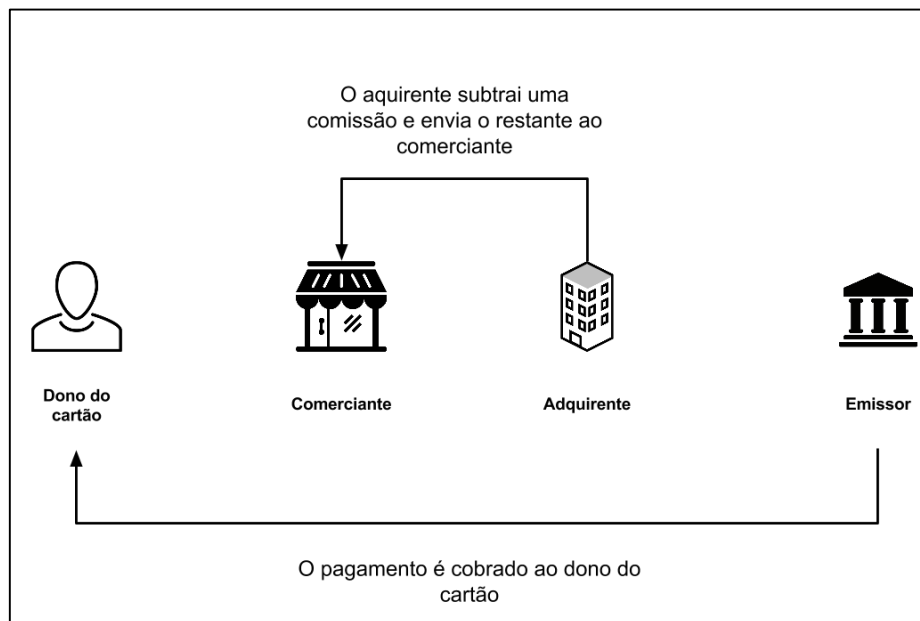 O aquirente subtrai uma
comissão e envia o restante ao
comerciante
Dono do
cartão
Comerciante
Adquirente
Emissor
O pagamento é cobrado ao dono do
cartão